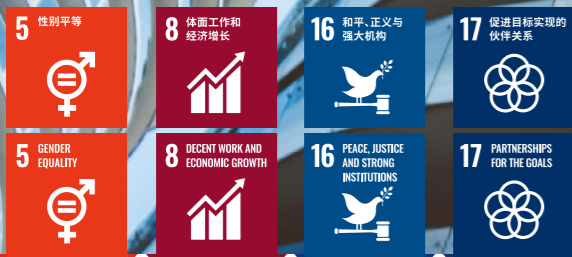 5 性别平等
8 体面工作和
经济增长
16 和平、正义与
强大机构
17 促进目标实现的
伙伴关系
5 GENDER
EQUALITY
8 DECENT WORK AND
ECONOMIC GROWTH
16 PEACE, JUSTICE
AND STRONG
INSTITUTIONS
17 PARTNERSHIPS
FOR THE GOALS